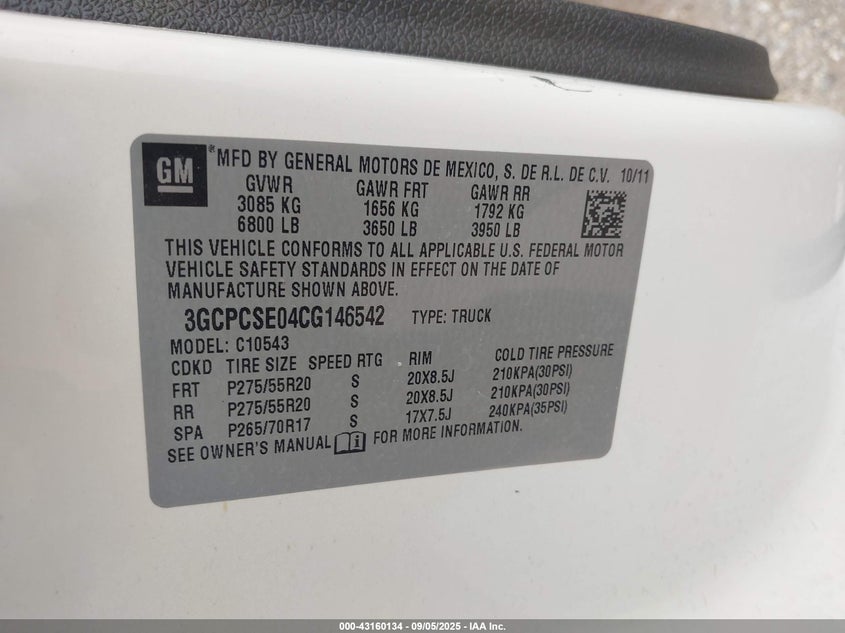 GM ® MFD BY GENERAL MOTORS DE MEXICO, S. DE R.L. DE C.V. 10/11
GVWR GAWR FRT GAWR RR
3085 KG 1656 KG 1792 KG
6800 LB 3650 LB 3950 LB
THIS VEHICLE CONFORMS TO ALL APPLICABLE U.S. FEDERAL MOTOR
VEHICLE SAFETY STANDARDS IN EFFECT ON THE DATE OF
MANUFACTURE SHOWN ABOVE.
3GCPCSE04CG146542 TYPE: TRUCK
MODEL: C10543
CDKD TIRE SIZE SPEED RTG RIM COLD TIRE PRESSURE
FRT P275/55R20 S 20X8.5J 210KPA(30PSI)
RR P275/55R20 S 20X8.5J 210KPA(30PSI)
SPA P265/70R17 S 17X7.5J 240KPA(35PSI)
SEE OWNER'S MANUAL i FOR MORE INFORMATION.
000-43160134 - 09/05/2025 - IAA Inc.